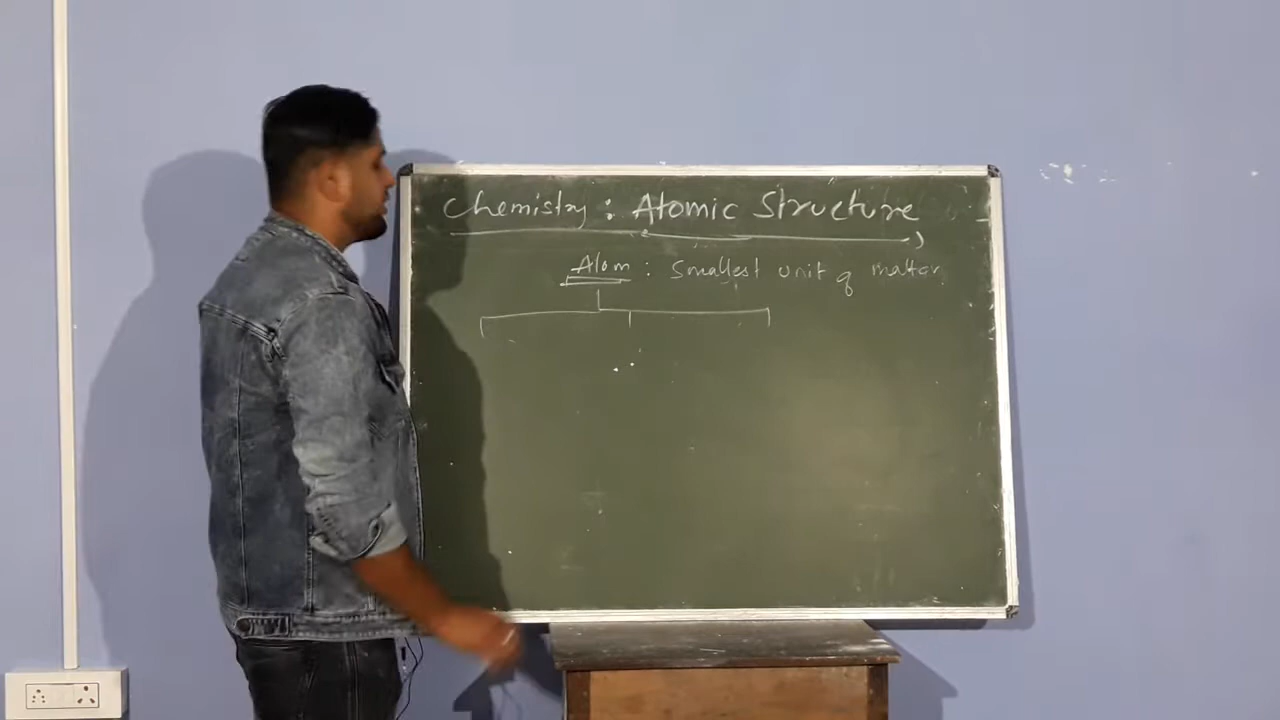 Chemistry: Atomic Structure
Atom : Smallest unit of matter